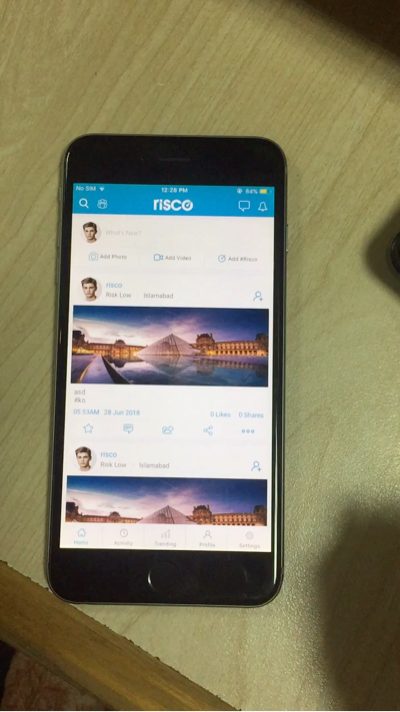 No SIM 12:28 PM 84%
risco
What's New?
Add Photo Add Video Add #Risco
risco
Risk Low Islamabad
asd
#ko
05:53AM 28 Jun 2018 0 Likes 0 Shares
risco
Risk Low Islamabad
Home Activity Trending Profile Settings